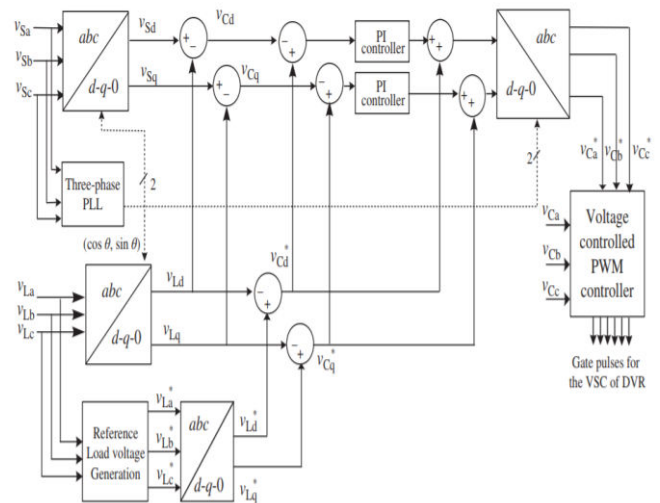 v_Sa
v_Sb
v_Sc
abc
d-q-0
v_Sd
v_Sq
+
−
v_Cd
+
−
v_Cq
−
+
−
+
PI
controller
PI
controller
+
+
+
+
abc
d-q-0
Three-phase
PLL
2
2
(cos θ, sin θ)
v_Ca*
v_Cb*
v_Cc*
v_Ca
v_Cb
v_Cc
Voltage
controlled
PWM
controller
Gate pulses for
the VSC of DVR
v_La
v_Lb
v_Lc
abc
d-q-0
v_Ld
v_Lq
−
+
v_Cd*
−
+
v_Cq*
Reference
Load voltage
Generation
v_La*
v_Lb*
v_Lc*
abc
d-q-0
v_Ld*
v_Lq*